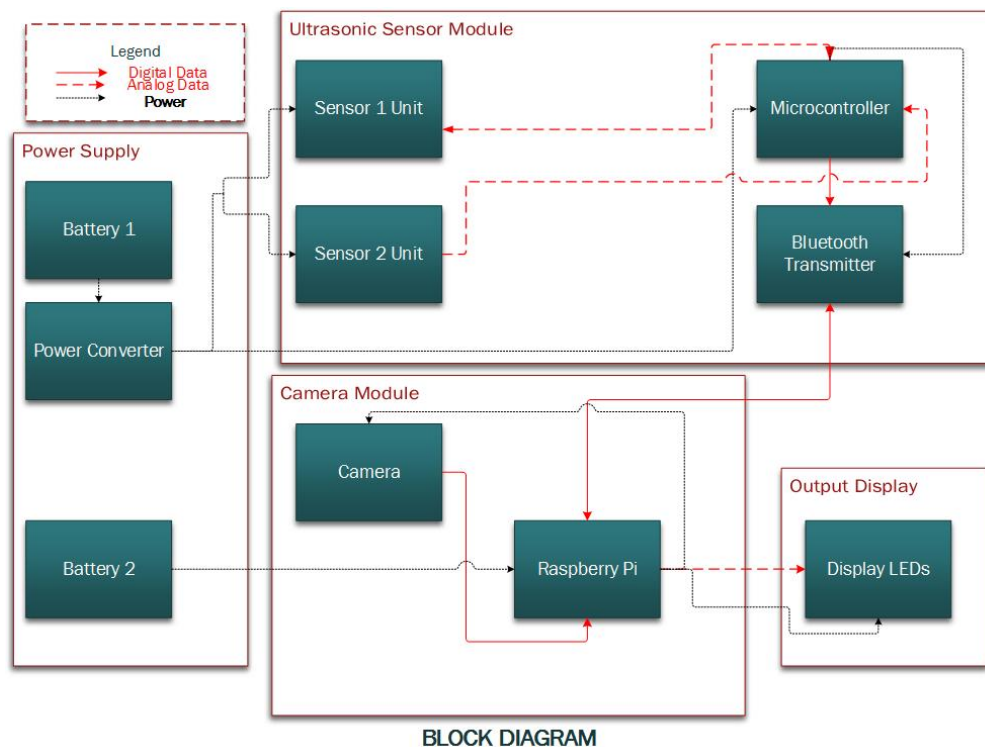 Legend
Digital Data
Analog Data
Power
Ultrasonic Sensor Module
Sensor 1 Unit
Microcontroller
Sensor 2 Unit
Bluetooth
Transmitter
Power Supply
Battery 1
Power Converter
Battery 2
Camera Module
Camera
Raspberry Pi
Output Display
Display LEDs
BLOCK DIAGRAM